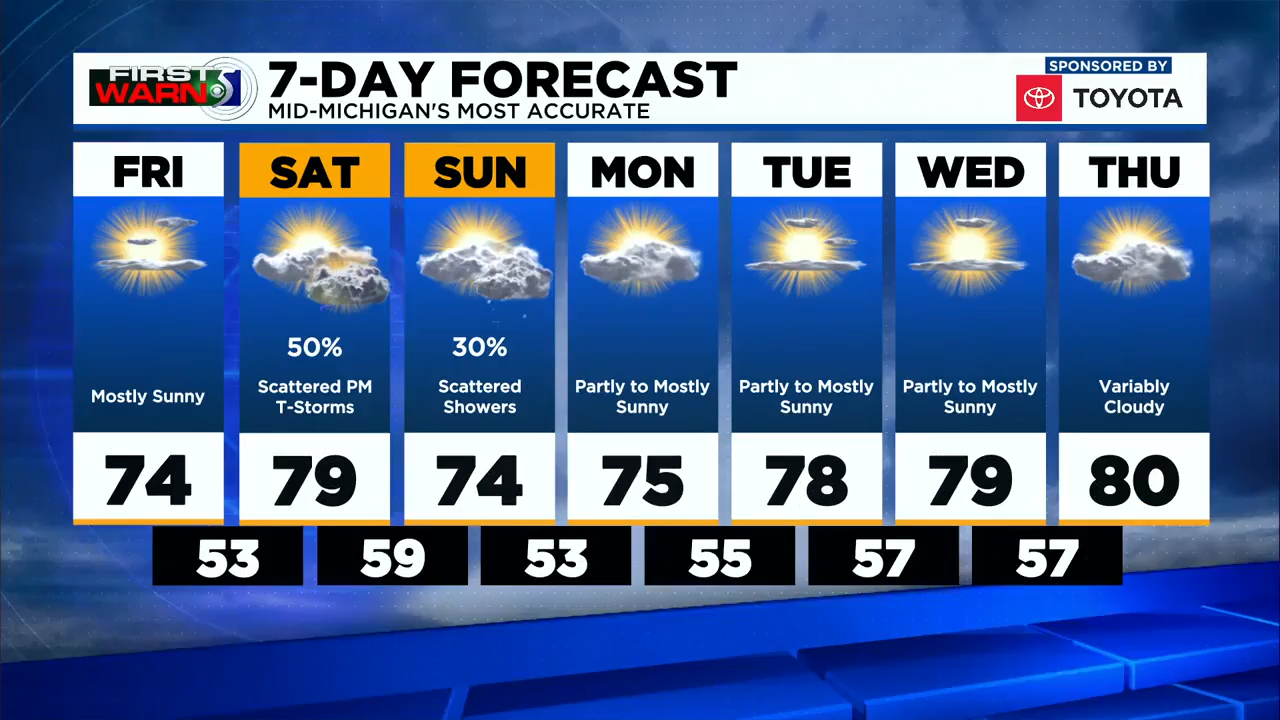 FIRST
WARN 5
7-DAY FORECAST
MID-MICHIGAN'S MOST ACCURATE
SPONSORED BY
TOYOTA
FRI
SAT
SUN
MON
TUE
WED
THU
50%
30%
Mostly Sunny
Scattered PM
T-Storms
Scattered
Showers
Partly to Mostly
Sunny
Partly to Mostly
Sunny
Partly to Mostly
Sunny
Variably
Cloudy
74
79
74
75
78
79
80
53
59
53
55
57
57